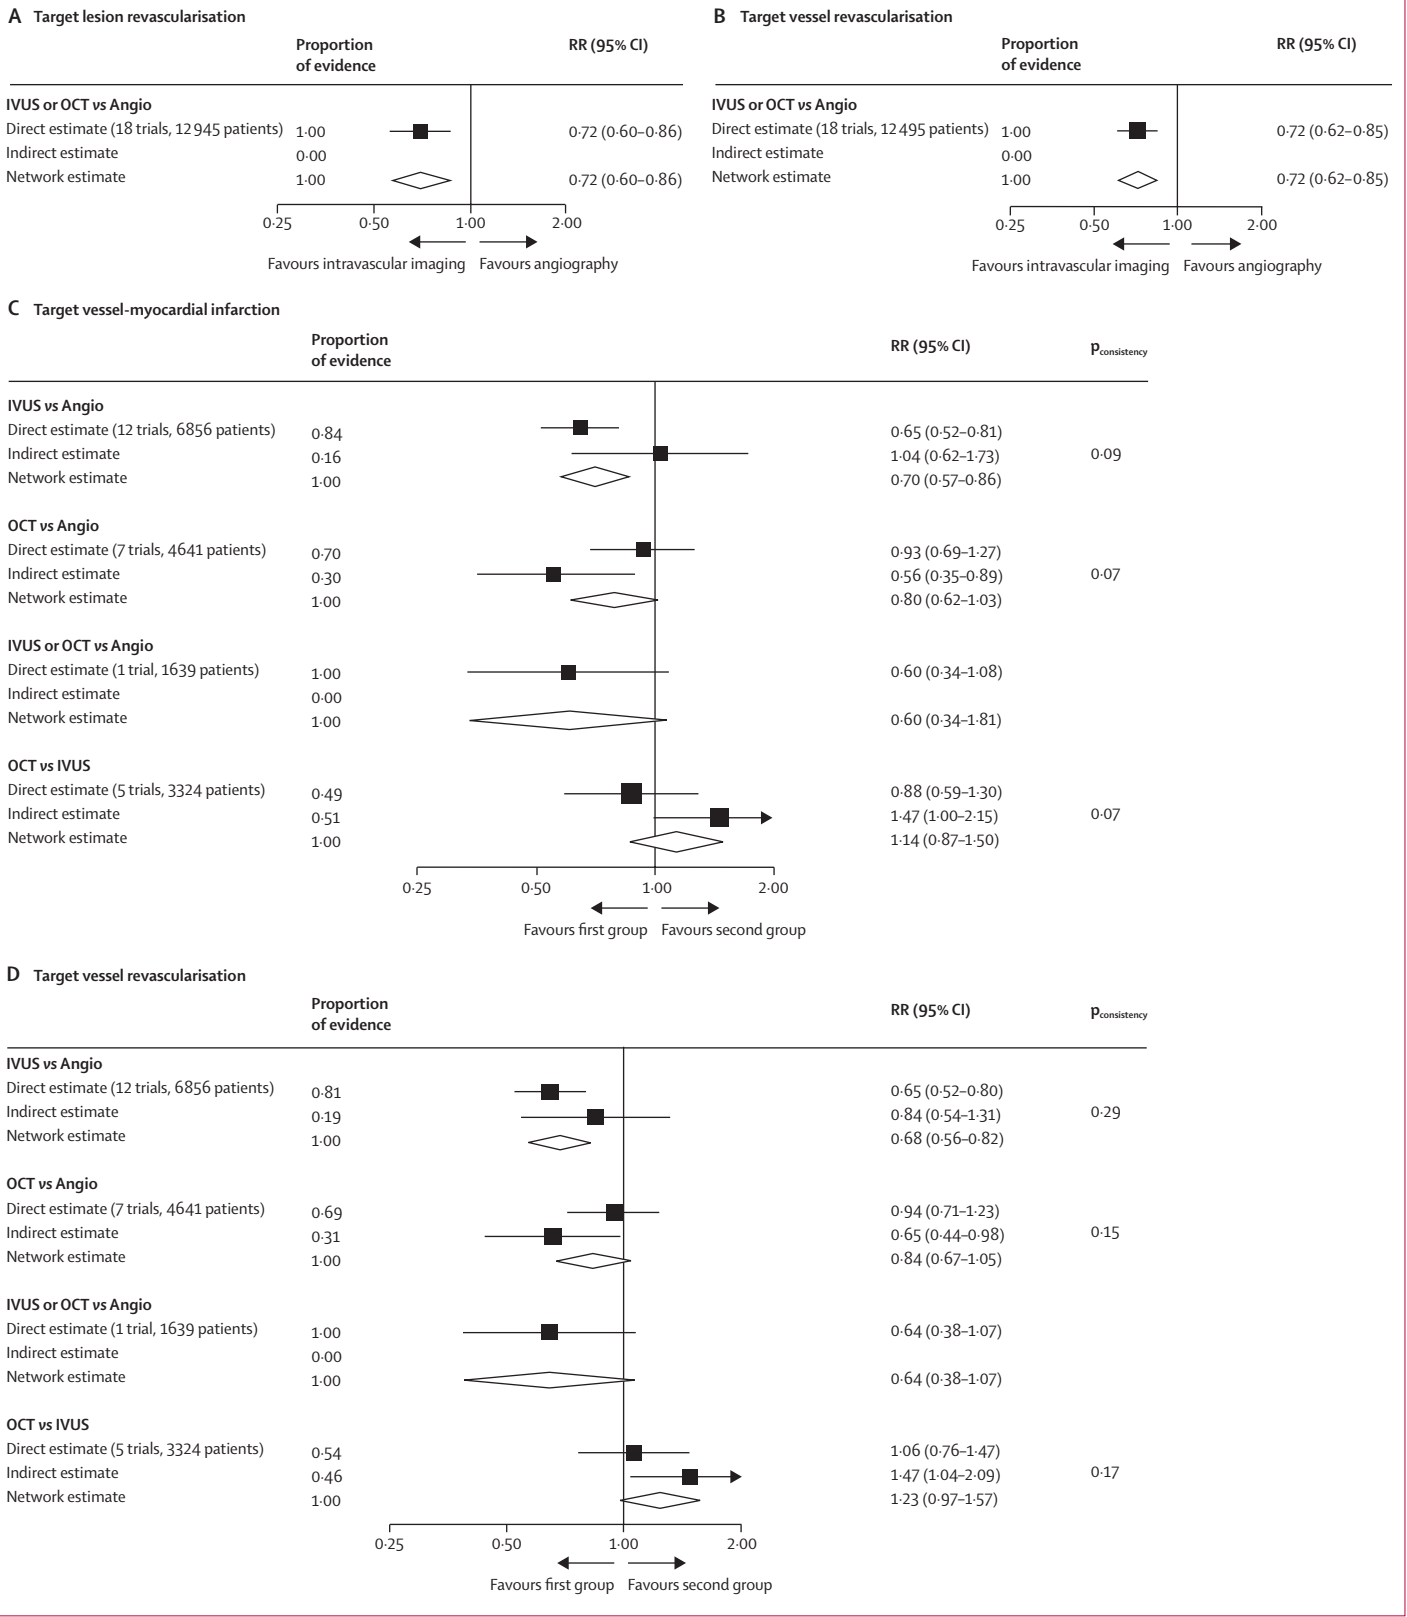 A Target lesion revascularisation
Proportion of evidence RR (95% CI)
IVUS or OCT vs Angio
Direct estimate (18 trials, 12 945 patients) 1·00 0·72 (0·60–0·86)
Indirect estimate 0·00
Network estimate 1·00 0·72 (0·60–0·86)
0·25 0·50 1·00 2·00
Favours intravascular imaging Favours angiography
B Target vessel revascularisation
Proportion of evidence RR (95% CI)
IVUS or OCT vs Angio
Direct estimate (18 trials, 12 495 patients) 1·00 0·72 (0·62–0·85)
Indirect estimate 0·00
Network estimate 1·00 0·72 (0·62–0·85)
0·25 0·50 1·00 2·00
Favours intravascular imaging Favours angiography
C Target vessel-myocardial infarction
Proportion of evidence RR (95% CI) pconsistency
IVUS vs Angio
Direct estimate (12 trials, 6856 patients) 0·84 0·65 (0·52–0·81)
Indirect estimate 0·16 1·04 (0·62–1·73) 0·09
Network estimate 1·00 0·70 (0·57–0·86)
OCT vs Angio
Direct estimate (7 trials, 4641 patients) 0·70 0·93 (0·69–1·27)
Indirect estimate 0·30 0·56 (0·35–0·89) 0·07
Network estimate 1·00 0·80 (0·62–1·03)
IVUS or OCT vs Angio
Direct estimate (1 trial, 1639 patients) 1·00 0·60 (0·34–1·08)
Indirect estimate 0·00
Network estimate 1·00 0·60 (0·34–1·81)
OCT vs IVUS
Direct estimate (5 trials, 3324 patients) 0·49 0·88 (0·59–1·30)
Indirect estimate 0·51 1·47 (1·00–2·15) 0·07
Network estimate 1·00 1·14 (0·87–1·50)
0·25 0·50 1·00 2·00
Favours first group Favours second group
D Target vessel revascularisation
Proportion of evidence RR (95% CI) pconsistency
IVUS vs Angio
Direct estimate (12 trials, 6856 patients) 0·81 0·65 (0·52–0·80)
Indirect estimate 0·19 0·84 (0·54–1·31) 0·29
Network estimate 1·00 0·68 (0·56–0·82)
OCT vs Angio
Direct estimate (7 trials, 4641 patients) 0·69 0·94 (0·71–1·23)
Indirect estimate 0·31 0·65 (0·44–0·98) 0·15
Network estimate 1·00 0·84 (0·67–1·05)
IVUS or OCT vs Angio
Direct estimate (1 trial, 1639 patients) 1·00 0·64 (0·38–1·07)
Indirect estimate 0·00
Network estimate 1·00 0·64 (0·38–1·07)
OCT vs IVUS
Direct estimate (5 trials, 3324 patients) 0·54 1·06 (0·76–1·47)
Indirect estimate 0·46 1·47 (1·04–2·09) 0·17
Network estimate 1·00 1·23 (0·97–1·57)
0·25 0·50 1·00 2·00
Favours first group Favours second group